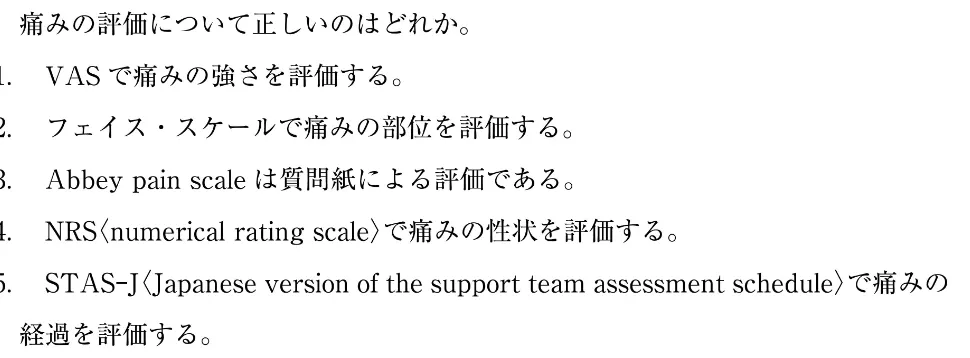 痛みの評価について正しいのはどれか。
1. VASで痛みの強さを評価する。
2. フェイス・スケールで痛みの部位を評価する。
3. Abbey pain scale は質問紙による評価である。
4. NRS〈numerical rating scale〉で痛みの性状を評価する。
5. STAS-J〈Japanese version of the support team assessment schedule〉で痛みの
経過を評価する。